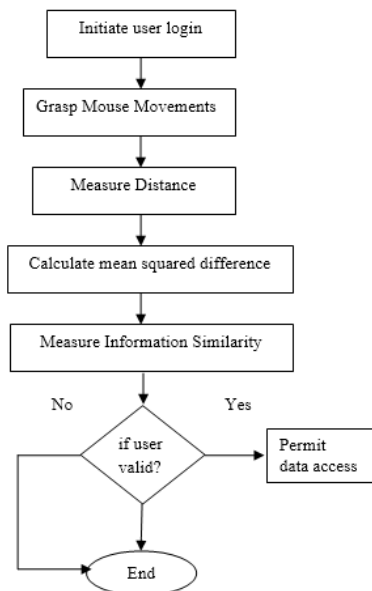 Initiate user login
Grasp Mouse Movements
Measure Distance
Calculate mean squared difference
Measure Information Similarity
No
Yes
if user
valid?
Permit
data access
End